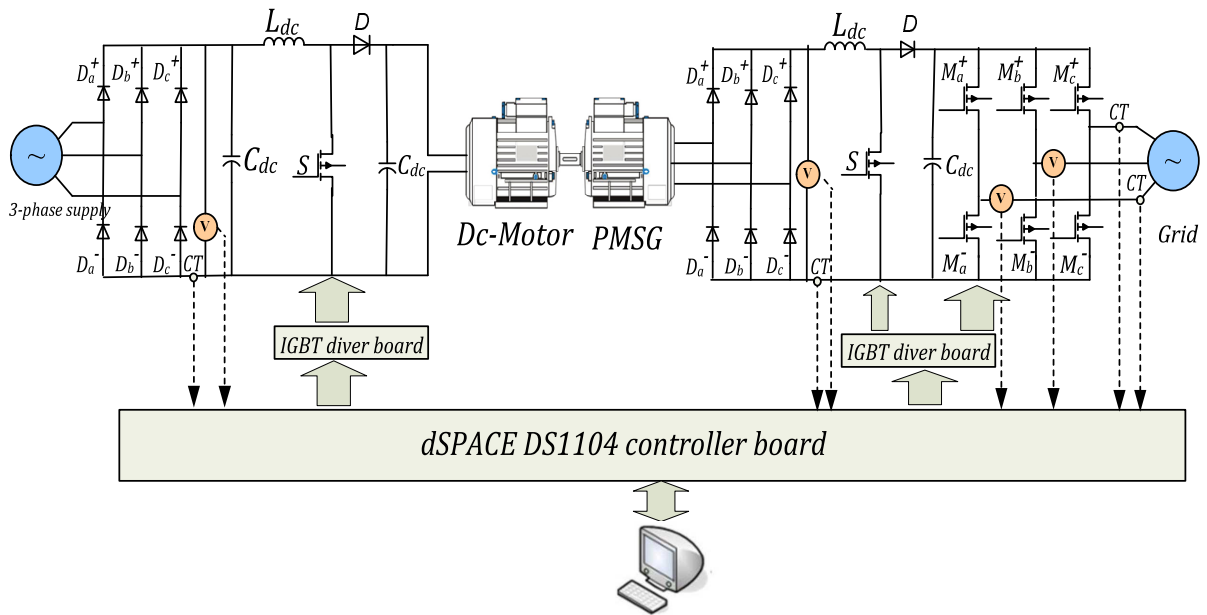 L_dc D
D_a^+ D_b^+ D_c^+
C_dc S C_dc
~
3-phase supply
V
D_a^- D_b^- D_c^- CT
IGBT diver board
Dc-Motor PMSG
L_dc D
D_a^+ D_b^+ D_c^+ M_a^+ M_b^+ M_c^+
CT
V S C_dc V ~
CT
V
Grid
D_a^- D_b^- D_c^- CT M_a^- M_b^- M_c^-
IGBT diver board
dSPACE DS1104 controller board